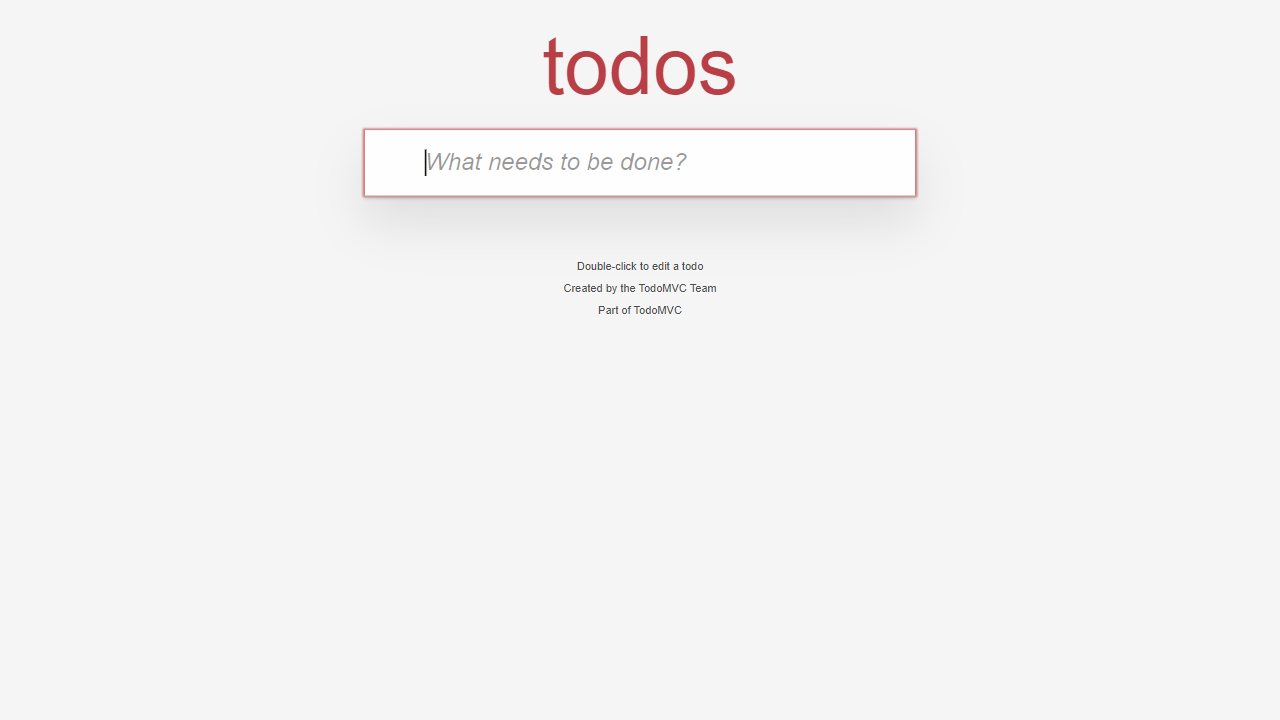 todos
What needs to be done?
Double-click to edit a todo
Created by the TodoMVC Team
Part of TodoMVC